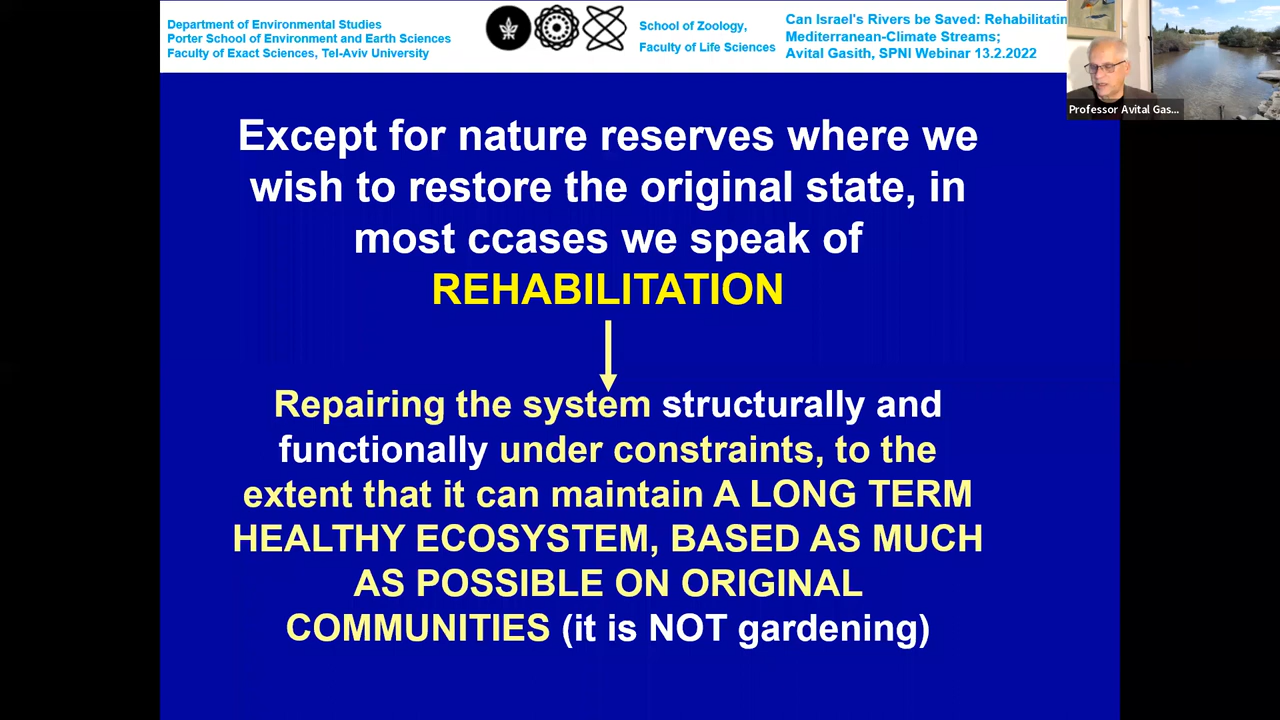 Department of Environmental Studies
Porter School of Environment and Earth Sciences
Faculty of Exact Sciences, Tel-Aviv University
School of Zoology,
Faculty of Life Sciences
Can Israel's Rivers be Saved: Rehabilitatin
Mediterranean-Climate Streams;
Avital Gasith, SPNI Webinar 13.2.2022
Professor Avital Gas...
Except for nature reserves where we
wish to restore the original state, in
most ccases we speak of
REHABILITATION
Repairing the system structurally and
functionally under constraints, to the
extent that it can maintain A LONG TERM
HEALTHY ECOSYSTEM, BASED AS MUCH
AS POSSIBLE ON ORIGINAL
COMMUNITIES (it is NOT gardening)